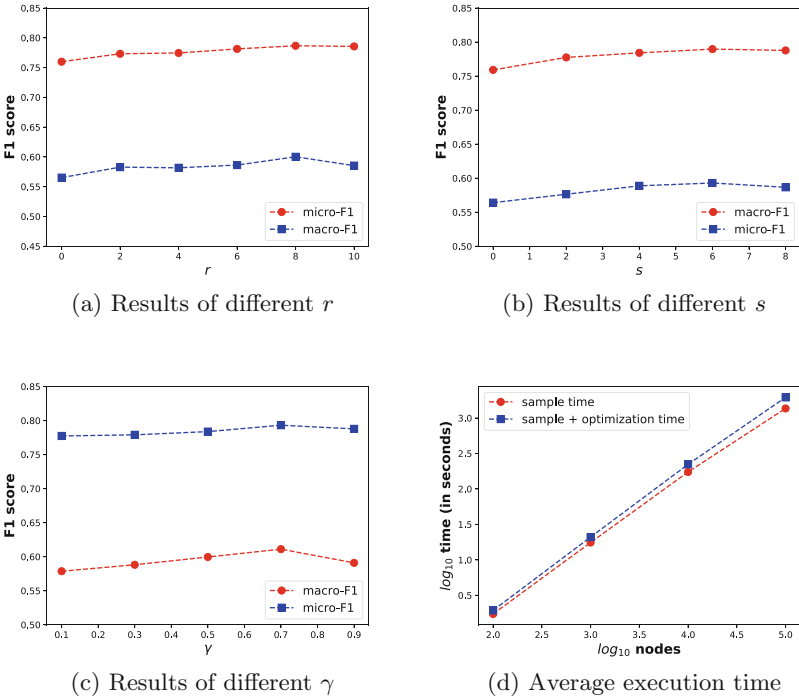 0.85
0.80
0.75
0.70
0.65
0.60
0.55
0.50
0.45
F1 score
micro-F1
macro-F1
0 2 4 6 8 10
r
(a) Results of different r
0.85
0.80
0.75
0.70
0.65
0.60
0.55
0.50
F1 score
macro-F1
micro-F1
0 1 2 3 4 5 6 7 8
s
(b) Results of different s
0.85
0.80
0.75
0.70
0.65
0.60
0.55
0.50
F1 score
macro-F1
micro-F1
0.1 0.2 0.3 0.4 0.5 0.6 0.7 0.8 0.9
γ
(c) Results of different γ
sample time
sample + optimization time
3.0
2.5
2.0
1.5
1.0
0.5
log10 time (in seconds)
2.0 2.5 3.0 3.5 4.0 4.5 5.0
log10 nodes
(d) Average execution time